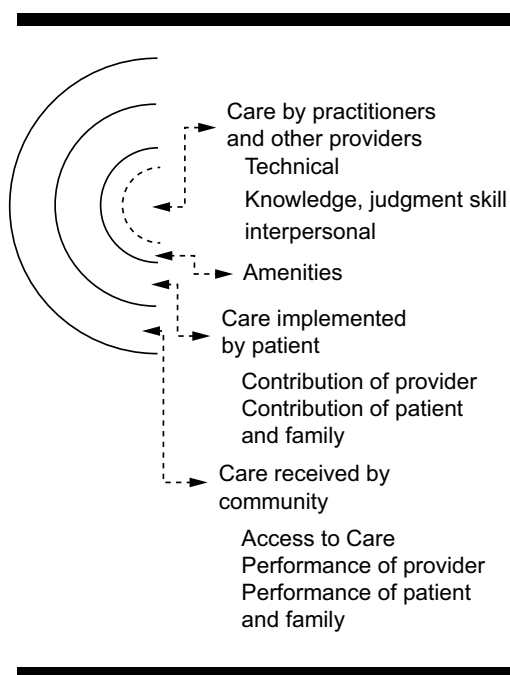 Care by practitioners
and other providers
Technical
Knowledge, judgment skill
interpersonal
Amenities
Care implemented
by patient
Contribution of provider
Contribution of patient
and family
Care received by
community
Access to Care
Performance of provider
Performance of patient
and family